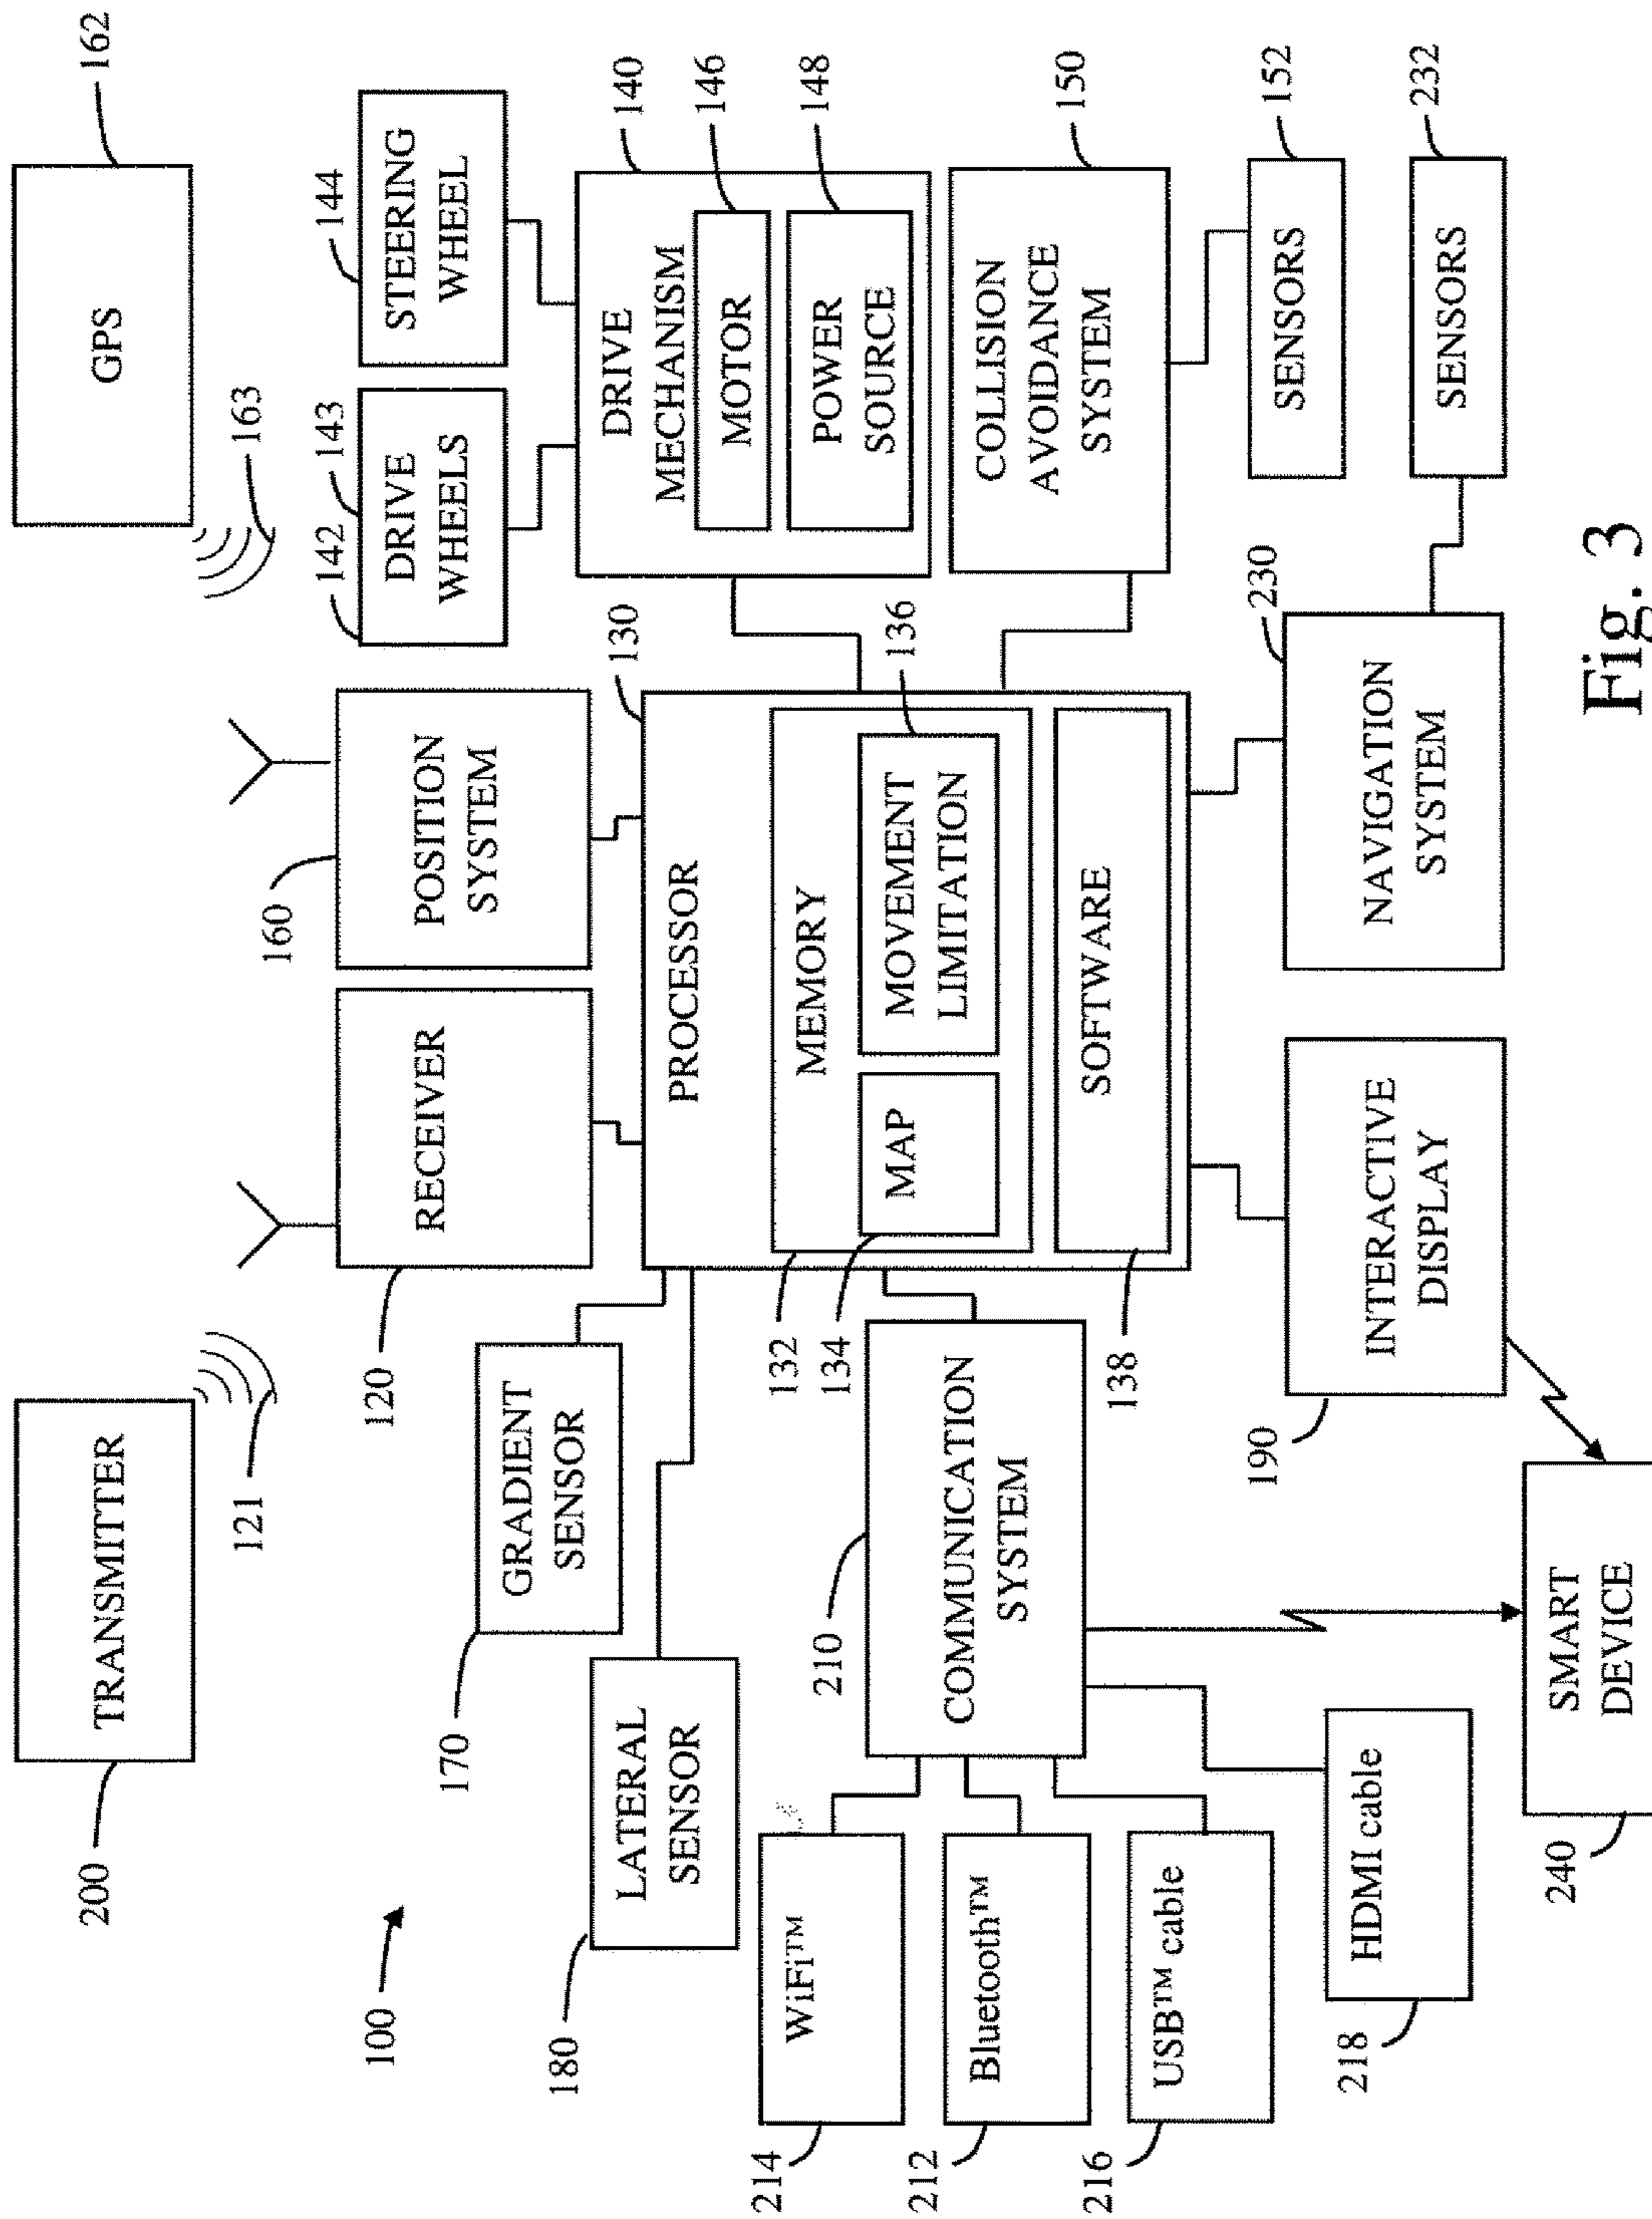 200
TRANSMITTER
121
GPS
162
163
100
120
RECEIVER
160
POSITION
SYSTEM
142
143
DRIVE
WHEELS
144
STEERING
WHEEL
170
GRADIENT
SENSOR
180
LATERAL
SENSOR
130
PROCESSOR
132
MEMORY
134
MAP
136
MOVEMENT
LIMITATION
138
SOFTWARE
140
DRIVE
MECHANISM
146
MOTOR
148
POWER
SOURCE
150
COLLISION
AVOIDANCE
SYSTEM
152
SENSORS
210
COMMUNICATION
SYSTEM
214
WiFi™
212
Bluetooth™
216
USB™ cable
218
HDMI cable
190
INTERACTIVE
DISPLAY
230
NAVIGATION
SYSTEM
232
SENSORS
240
SMART
DEVICE
Fig. 3